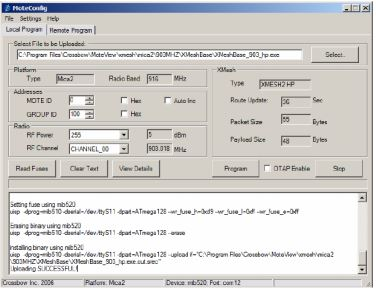 MoteConfig
File Settings Help
Local Program Remote Program
Select File to be Uploaded:
C:\Program Files\Crossbow\MoteView\xmesh\mica2\903MHZ\XMeshBase\XMeshBase_903_hp.exe Select..
Platform
Type Mica2 Radio Band 916 MHz
XMesh
Type XMESH2 HP
Addresses
MOTE ID 0 Hex Auto Inc
Route Update: 36 Sec
GROUP ID 100 Hex
Packet Size 55 Bytes
Radio
RF Power 255 5 dBm
Payload Size 48 Bytes
RF Channel CHANNEL_00 903.018 MHz
Read Fuses Clear Text View Details Program OTAP Enable Stop
Setting fuse using mib520
uisp -dprog=mib510 -dserial=/dev/ttyS11 -dpart=ATmega128 --wr_fuse_h=0xd9 --wr_fuse_l=0xff --wr_fuse_e=0xff
Erasing binary using mib520
uisp -dprog=mib510 -dserial=/dev/ttyS11 -dpart=ATmega128 --erase
Installing binary using mib520
uisp -dprog=mib510 -dserial=/dev/ttyS11 -dpart=ATmega128 --upload if="C:\Program Files\Crossbow\MoteView\xmesh\mica2
\903MHZ\XMeshBase\XMeshBase_903_hp.exe.out.srec"
Uploading SUCCESSFUL!
Crossbow Inc. 2006 Platform: Mica2 Device: mib520 Port: com12